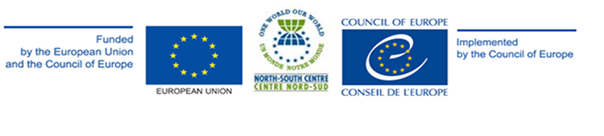 Funded
by the European Union
and the Council of Europe
EUROPEAN UNION
ONE WORLD OUR WORLD
UN MONDE NOTRE MONDE
NORTH-SOUTH CENTRE
CENTRE NORD-SUD
COUNCIL OF EUROPE
CONSEIL DE L'EUROPE
Implemented
by the Council of Europe